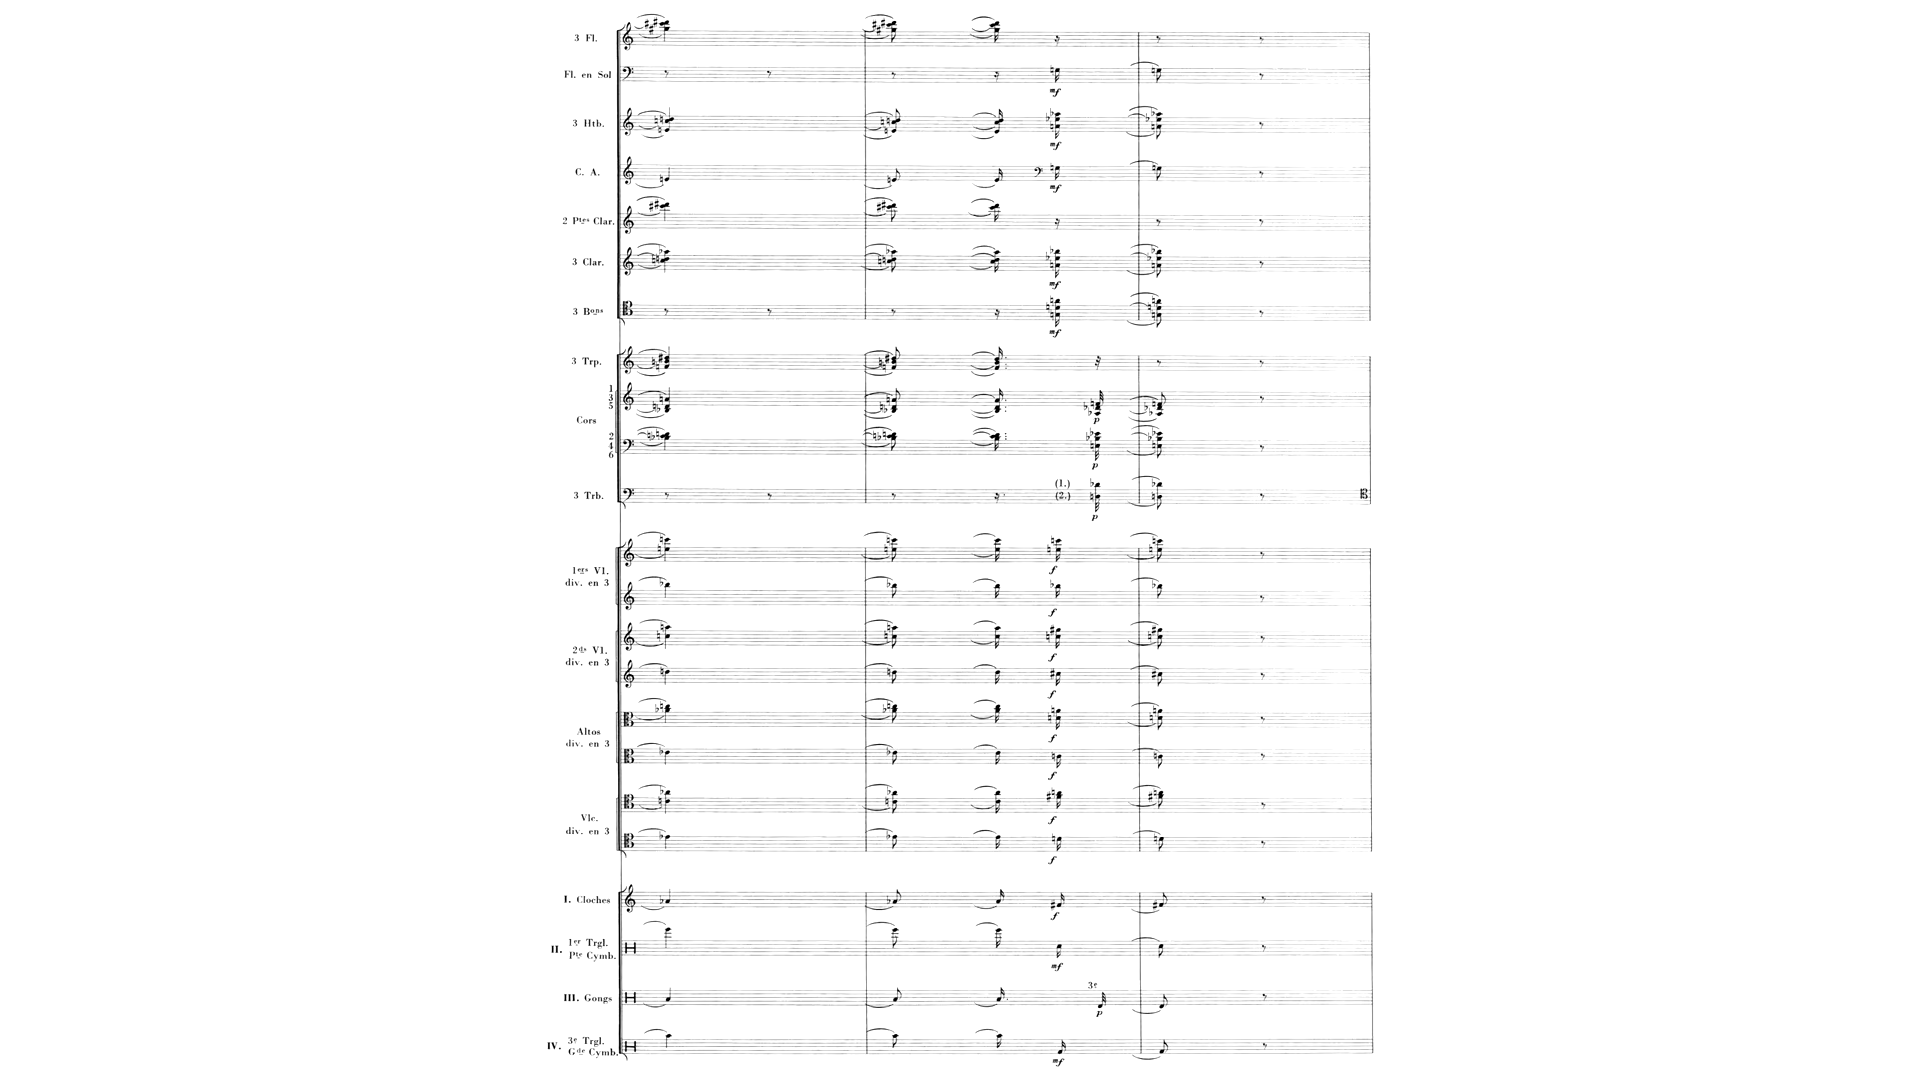 3 Fl.
Fl. en Sol
mf
3 Htb.
mf
C. A.
mf
2 Ptes Clar.
3 Clar.
mf
3 Bons
mf
3 Trp.
1
3
5
p
Cors
2
4
6
p
3 Trb.
(1.)
(2.)
p
1ers Vl.
div. en 3
f
f
2ds Vl.
div. en 3
f
f
Altos
div. en 3
f
f
Vlc.
div. en 3
f
f
I. Cloches
f
II. 1er Trgl.
Pte Cymb.
mf
III. Gongs
3e
p
IV. 3e Trgl.
Gde Cymb.
mf